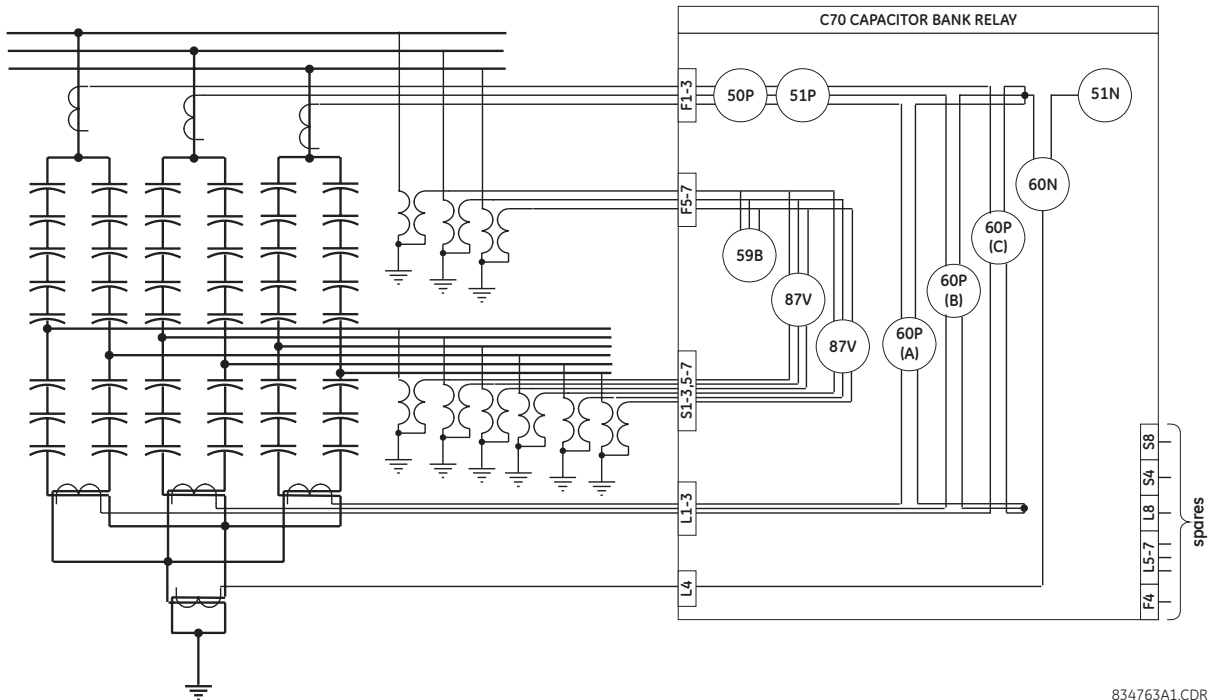 C70 CAPACITOR BANK RELAY
F1-3
50P
51P
51N
60N
F5-7
59B
60P
(C)
60P
(B)
87V
87V
60P
(A)
S1-3,5-7
L1-3
L4
S8
S4
L8
L5-7
F4
spares
834763A1.CDR